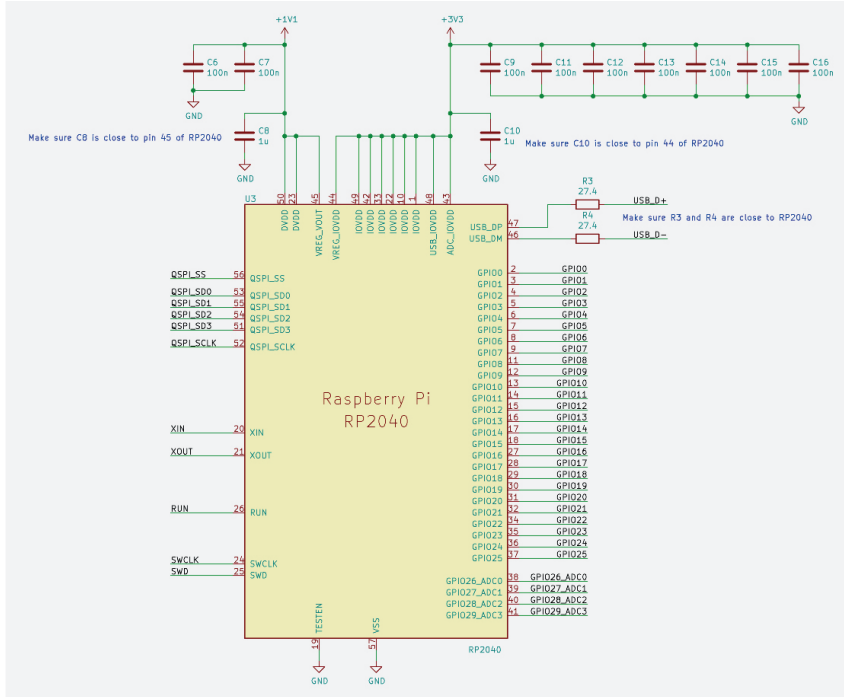 +1V1
+3V3
C6
100n
C7
100n
C9
100n
C11
100n
C12
100n
C13
100n
C14
100n
C15
100n
C16
100n
GND
GND
Make sure C8 is close to pin 45 of RP2040
C8
1u
C10
1u
Make sure C10 is close to pin 44 of RP2040
GND
GND
U3
50
23
45
44
49
42
33
22
10
1
48
43
DVDD
DVDD
VREG_VOUT
VREG_IOVDD
IOVDD
IOVDD
IOVDD
IOVDD
IOVDD
IOVDD
USB_IOVDD
ADC_IOVDD
R3
27.4
USB_DP 47 USB_D+
R4
27.4
Make sure R3 and R4 are close to RP2040
USB_DM 46 USB_D-
QSPI_SS 56 QSPI_SS
QSPI_SD0 53 QSPI_SD0
QSPI_SD1 55 QSPI_SD1
QSPI_SD2 54 QSPI_SD2
QSPI_SD3 51 QSPI_SD3
QSPI_SCLK 52 QSPI_SCLK
XIN 20 XIN
XOUT 21 XOUT
RUN 26 RUN
SWCLK 24 SWCLK
SWD 25 SWD
Raspberry Pi
RP2040
GPIO0 2 GPIO0
GPIO1 3 GPIO1
GPIO2 4 GPIO2
GPIO3 5 GPIO3
GPIO4 6 GPIO4
GPIO5 7 GPIO5
GPIO6 8 GPIO6
GPIO7 9 GPIO7
GPIO8 11 GPIO8
GPIO9 12 GPIO9
GPIO10 13 GPIO10
GPIO11 14 GPIO11
GPIO12 15 GPIO12
GPIO13 16 GPIO13
GPIO14 17 GPIO14
GPIO15 18 GPIO15
GPIO16 27 GPIO16
GPIO17 28 GPIO17
GPIO18 29 GPIO18
GPIO19 30 GPIO19
GPIO20 31 GPIO20
GPIO21 32 GPIO21
GPIO22 34 GPIO22
GPIO23 35 GPIO23
GPIO24 36 GPIO24
GPIO25 37 GPIO25
GPIO26_ADC0 38 GPIO26_ADC0
GPIO27_ADC1 39 GPIO27_ADC1
GPIO28_ADC2 40 GPIO28_ADC2
GPIO29_ADC3 41 GPIO29_ADC3
TESTEN
VSS
19
57
RP2040
GND
GND